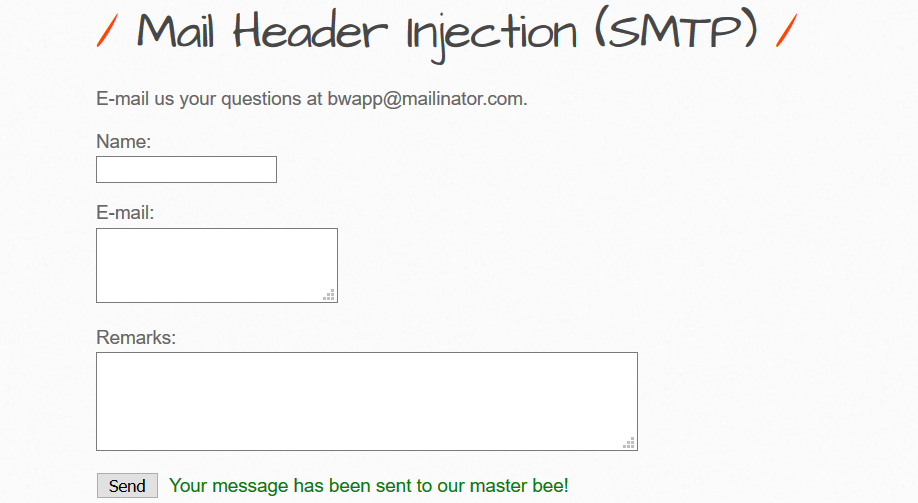 / Mail Header Injection (SMTP) /
E-mail us your questions at bwapp@mailinator.com.
Name:
E-mail:
Remarks:
Send Your message has been sent to our master bee!